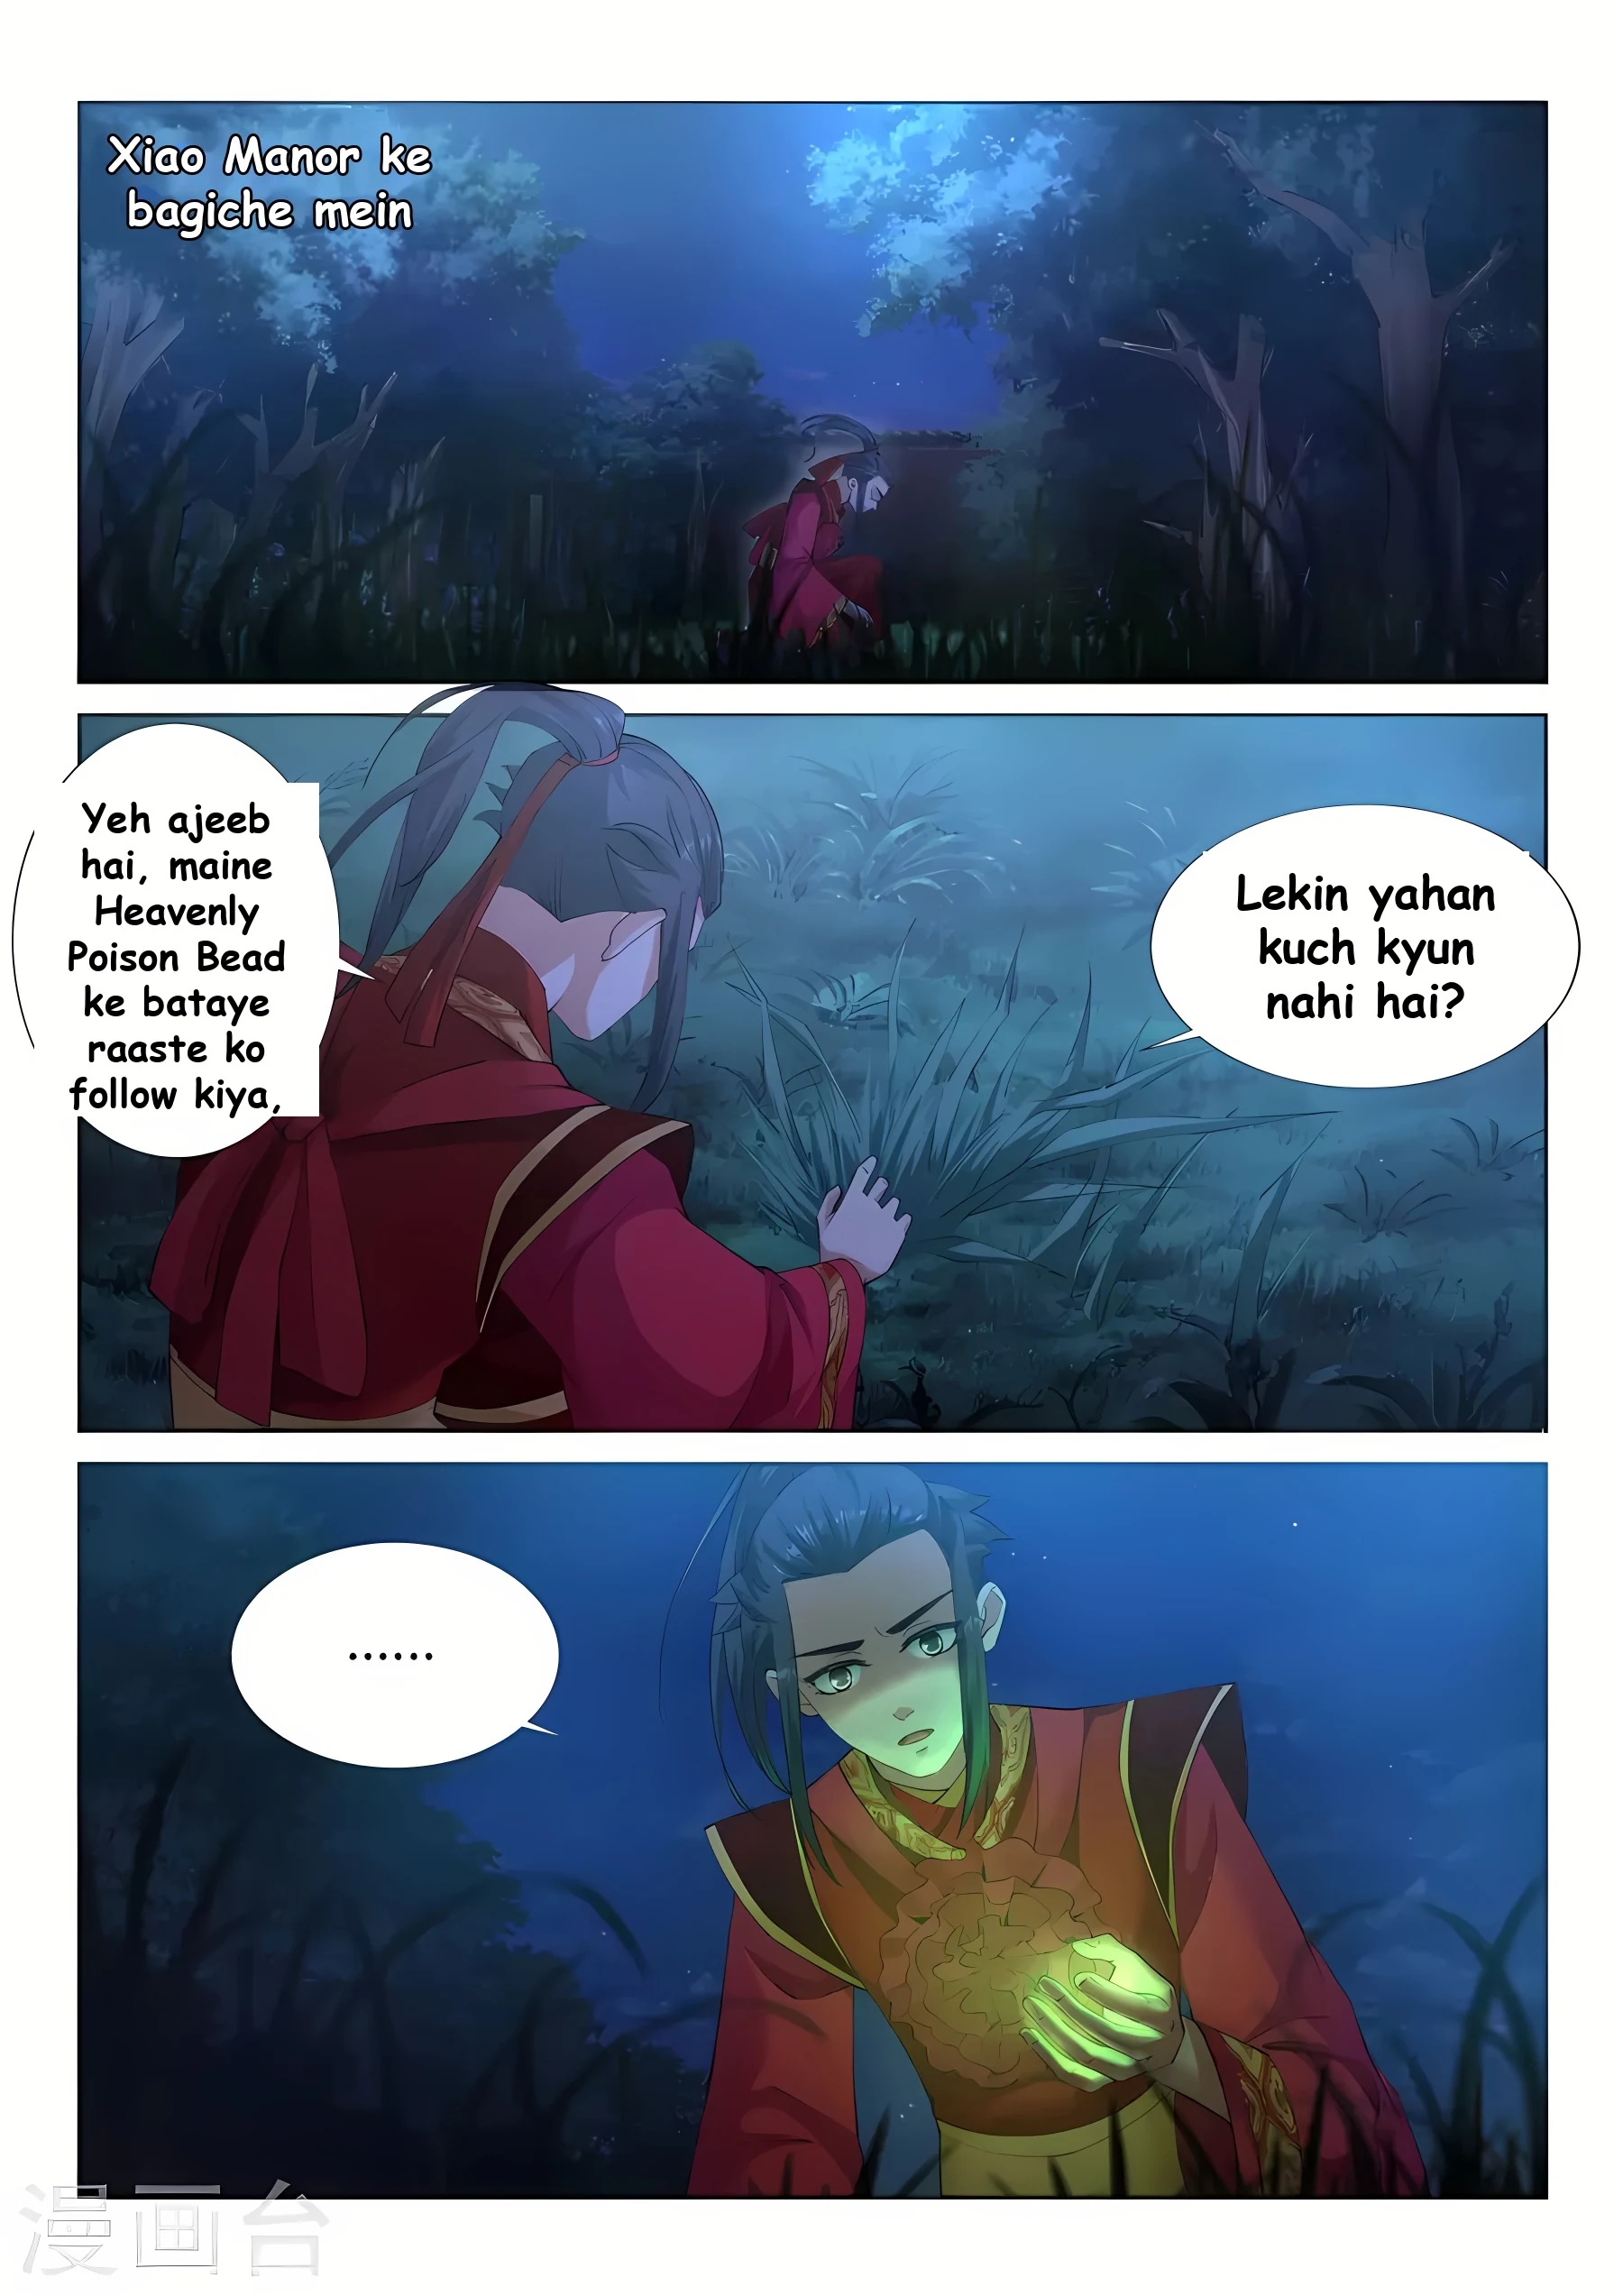 Xiao Manor ke
bagiche mein
Yeh ajeeb
hai, maine
Heavenly
Poison Bead
ke bataye
raaste ko
follow kiya,
Lekin yahan
kuch kyun
nahi hai?
......
漫画台